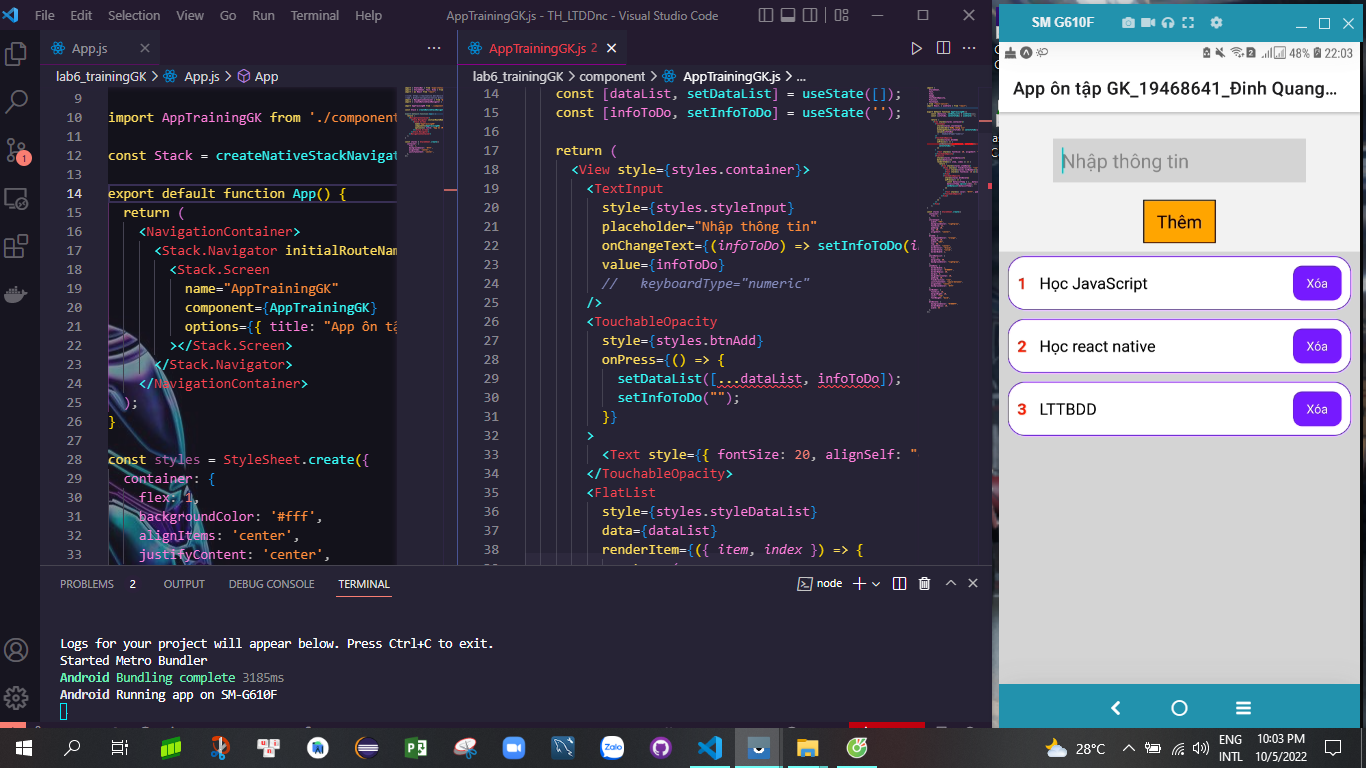 File Edit Selection View Go Run Terminal Help
AppTrainingGK.js - TH_LTDDnc - Visual Studio Code
App.js
AppTrainingGK.js 2
lab6_trainingGK > App.js > App
lab6_trainingGK > component > AppTrainingGK.js > ...
9
10 import AppTrainingGK from './component
11
12 const Stack = createNativeStackNavigat
13
14 export default function App() {
15 return (
16 <NavigationContainer>
17 <Stack.Navigator initialRouteNam
18 <Stack.Screen
19 name="AppTrainingGK"
20 component={AppTrainingGK}
21 options={{ title: "App ôn tậ
22 ></Stack.Screen>
23 </Stack.Navigator>
24 </NavigationContainer>
25 );
26 }
27
28 const styles = StyleSheet.create({
29 container: {
30 flex: 1,
31 backgroundColor: '#fff',
32 alignItems: 'center',
33 justifyContent: 'center',
14 const [dataList, setDataList] = useState([]);
15 const [infoToDo, setInfoToDo] = useState('');
16
17 return (
18 <View style={styles.container}>
19 <TextInput
20 style={styles.styleInput}
21 placeholder="Nhập thông tin"
22 onChangeText={(infoToDo) => setInfoToDo(i
23 value={infoToDo}
24 // keyboardType="numeric"
25 />
26 <TouchableOpacity
27 style={styles.btnAdd}
28 onPress={() => {
29 setDataList([...dataList, infoToDo]);
30 setInfoToDo("");
31 }}
32 >
33 <Text style={{ fontSize: 20, alignSelf: "
34 </TouchableOpacity>
35 <FlatList
36 style={styles.styleDataList}
37 data={dataList}
38 renderItem={({ item, index }) => {
PROBLEMS 2 OUTPUT DEBUG CONSOLE TERMINAL
node
Logs for your project will appear below. Press Ctrl+C to exit.
Started Metro Bundler
Android Bundling complete 3185ms
Android Running app on SM-G610F
SM G610F
48% 22:03
App ôn tập GK_19468641_Đinh Quang...
Nhập thông tin
Thêm
1 Học JavaScript Xóa
2 Học react native Xóa
3 LTTBDD Xóa
Zalo
28°C
ENG
INTL
10:03 PM
10/5/2022